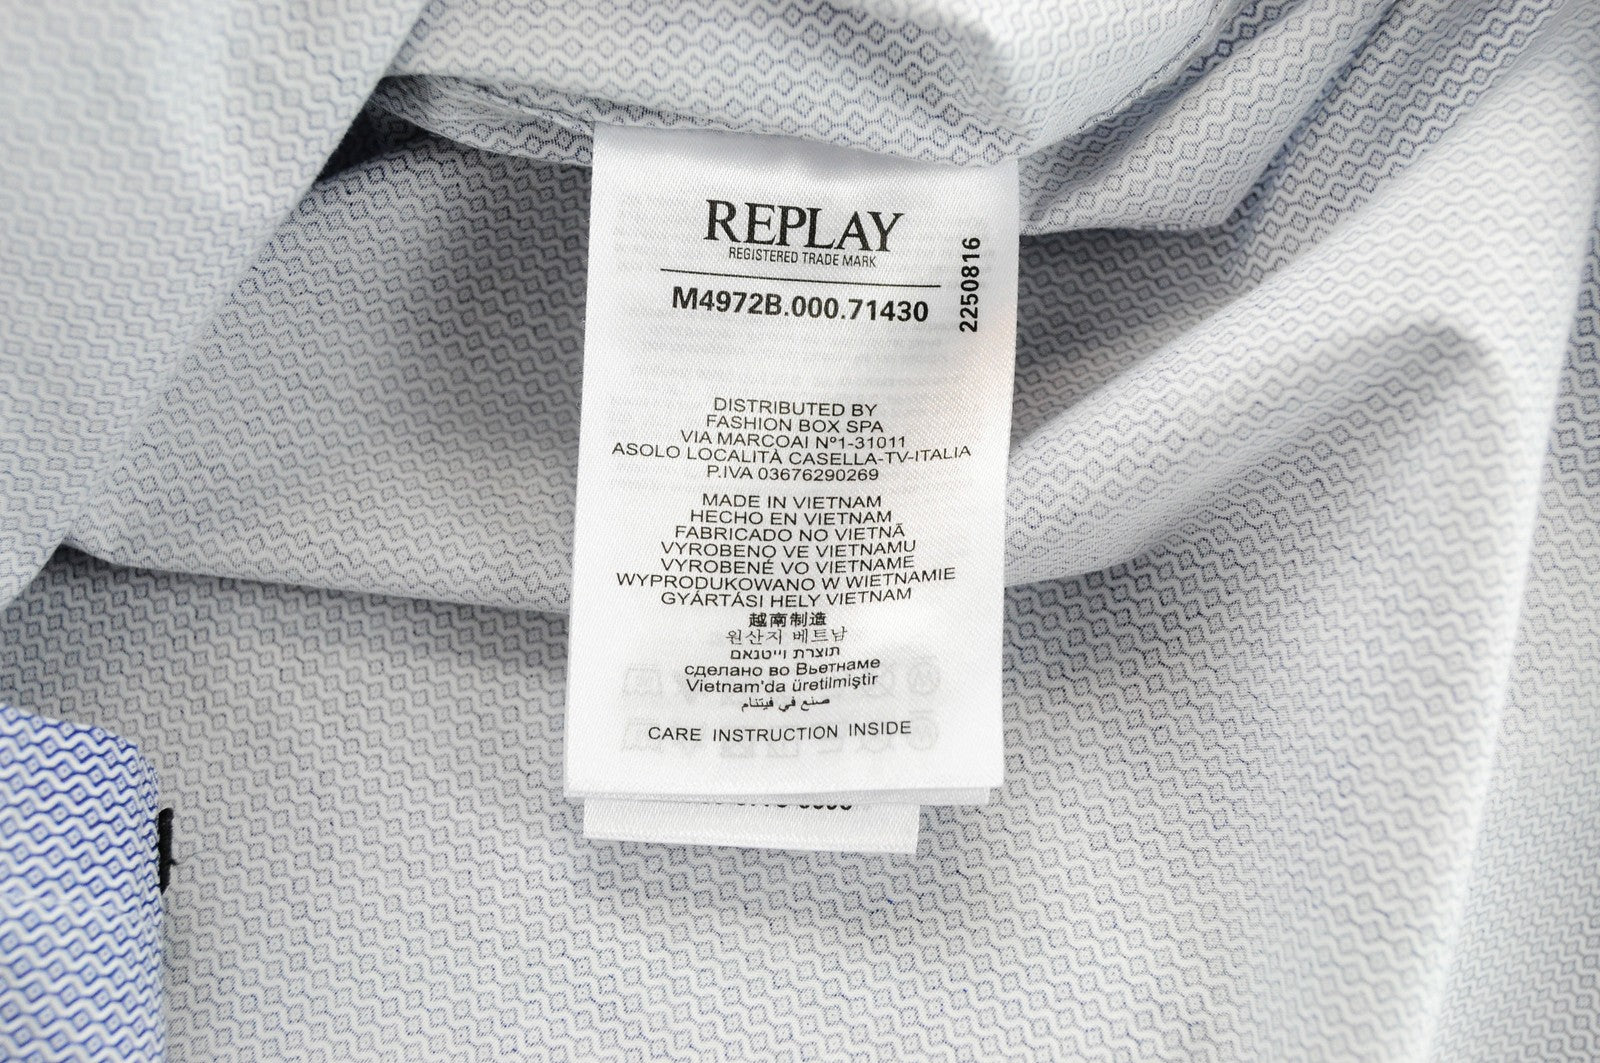 REPLAY
REGISTERED TRADE MARK
M4972B.000.71430
2250816
DISTRIBUTED BY
FASHION BOX SPA
VIA MARCOAI Nº1-31011
ASOLO LOCALITÀ CASELLA-TV-ITALIA
P.IVA 03676290269
MADE IN VIETNAM
HECHO EN VIETNAM
FABRICADO NO VIETNÃ
VYROBENO VE VIETNAMU
VYROBENÉ VO VIETNAME
WYPRODUKOWANO W WIETNAMIE
GYÁRTÁSI HELY VIETNAM
越南制造
원산지 베트남
תוצרת וייטנאם
сделано во Вьетнаме
Vietnam'da üretilmiştir
صنع في فيتنام
CARE INSTRUCTION INSIDE